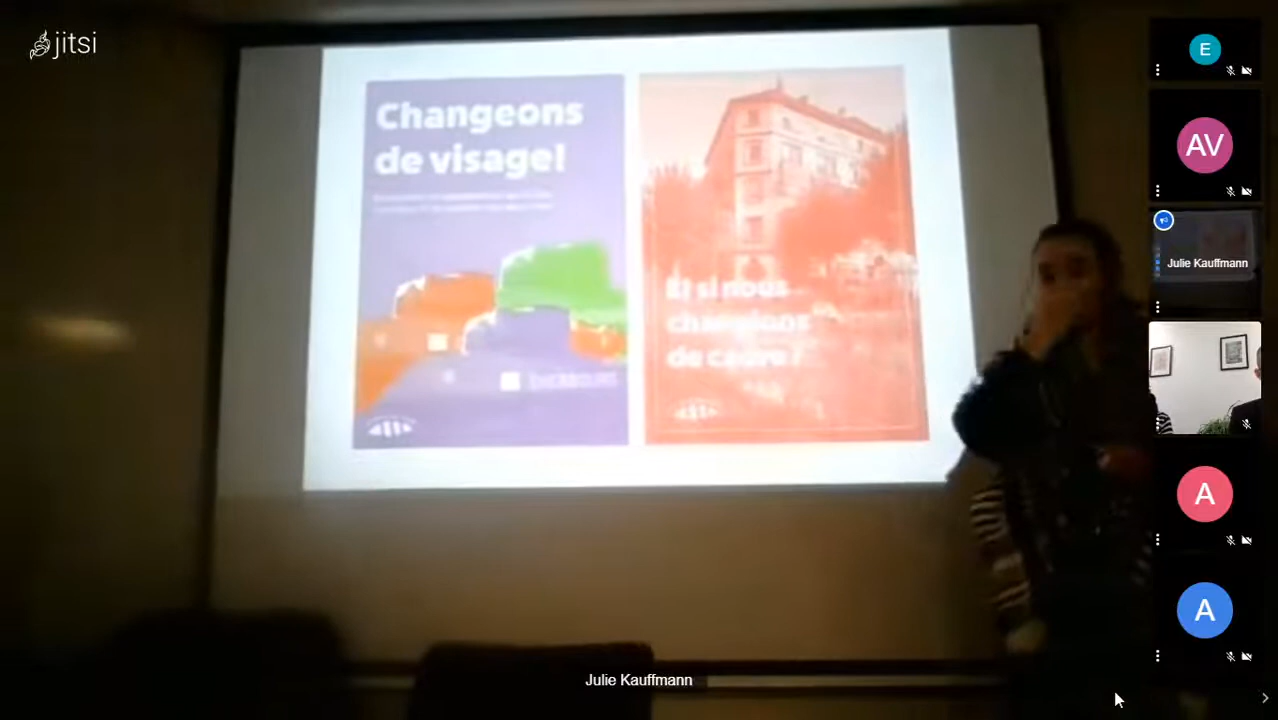 jitsi
Changeons
de visage!
Et si nous
changions
de cadre ?
E
AV
Julie Kauffmann
A
A
Julie Kauffmann